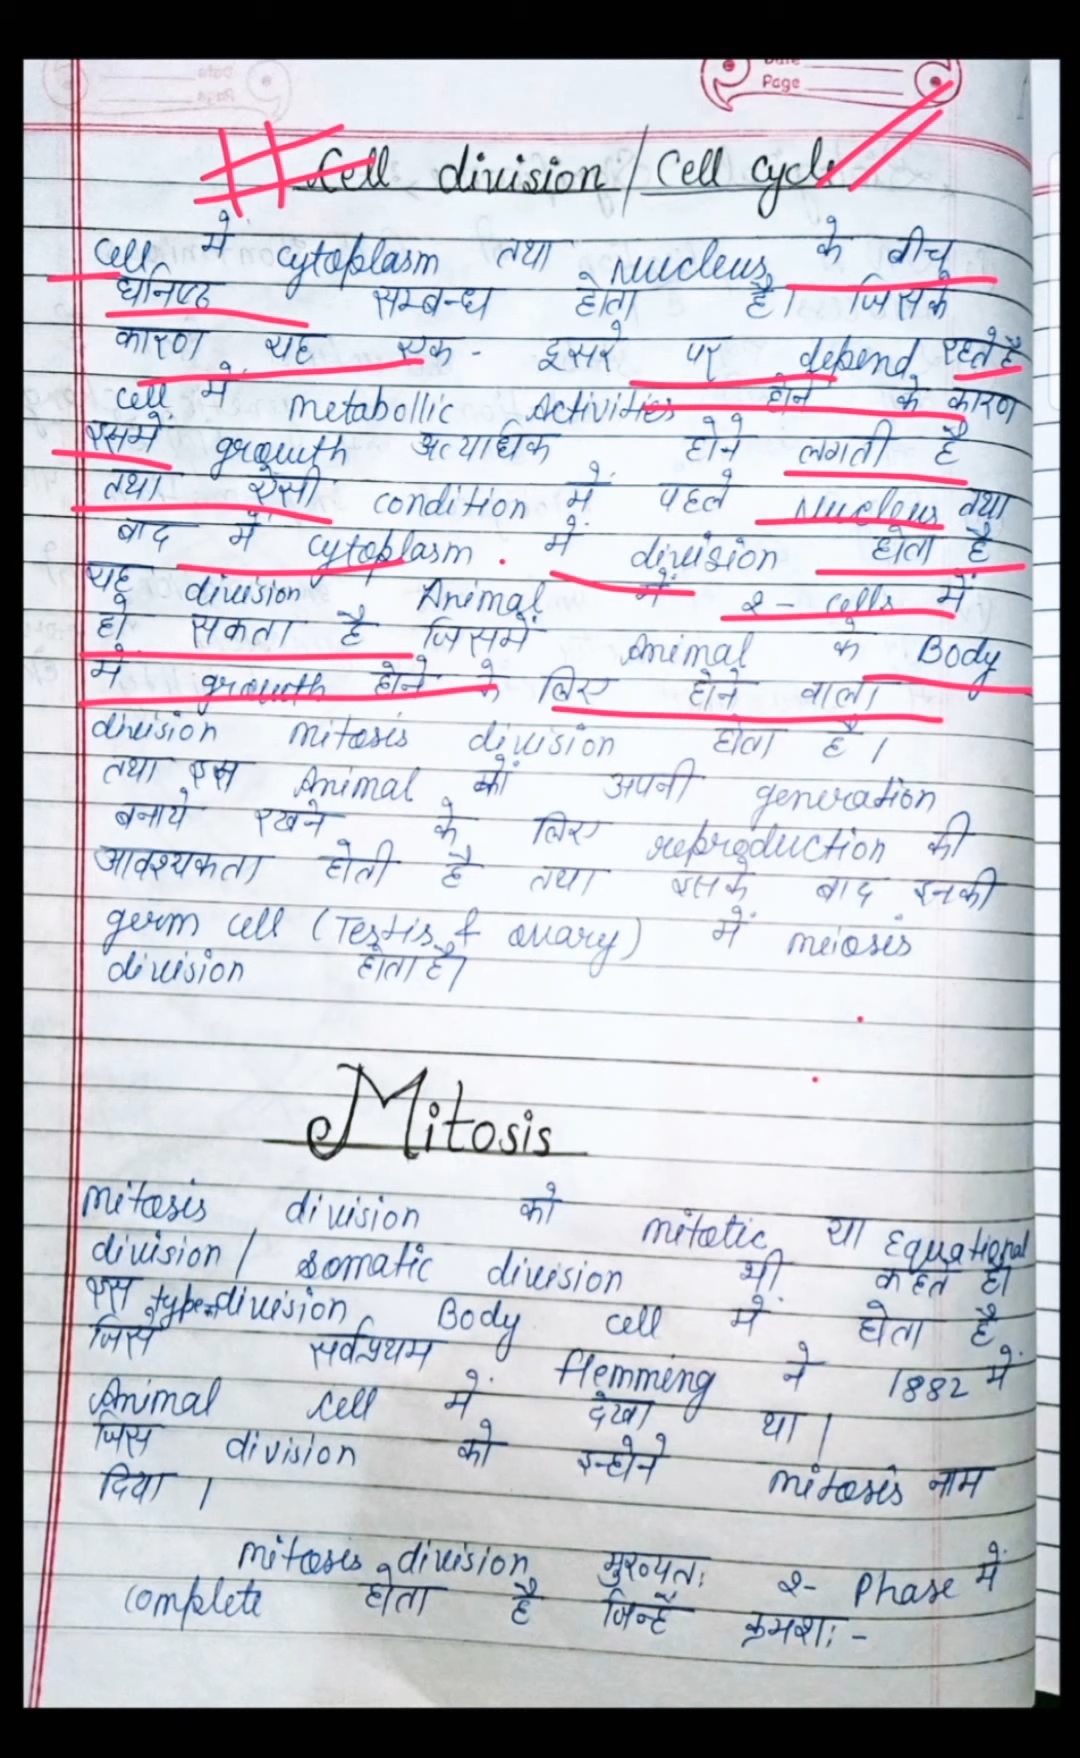 Date
Page
# Cell division / Cell cycle
Cell में cytoplasm तथा Nucleus के बीच
घनिष्ठ सम्बन्ध होता है। जिसके
कारण यह एक - दूसरे पर depend रहते है
cell में metabollic Activities होने के कारण
इसमें growth अत्याधिक होने लगती है
तथा ऐसी condition में पहले Nucleus तथा
बाद में cytoplasm में division होता है
यह division Animal में 2 - cells में
हो सकता है जिसमें Animal के Body
में growth होने के लिए होने वाला
division mitosis division होता है।
तथा इस Animal को अपनी generation
बनाये रखने के लिए reproduction की
आवश्यकता होती है तथा इसके बाद इनकी
germ cell (Testis & ovary) में meiosis
division होता है।
Mitosis
mitosis division को mitotic या Equational
division / somatic division भी कहते है।
इस type division Body cell में होता है
जिसे सर्वप्रथम flemming ने 1882 में
Animal cell में देखा था।
जिस division को इन्होने mitosis नाम
दिया।
mitosis division मुख्यतः 2- Phase में
complete होता है जिन्हें क्रमशः -